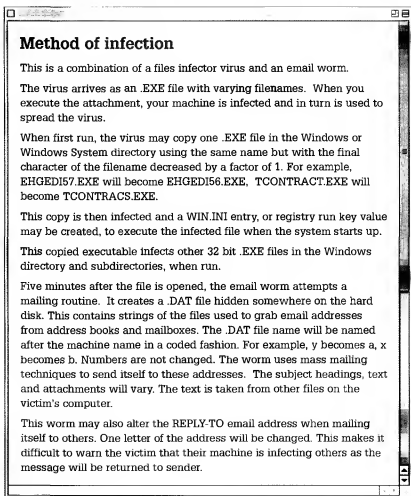 Method of infection
This is a combination of a files infector virus and an email worm.
The virus arrives as an .EXE file with varying filenames. When you
execute the attachment, your machine is infected and in turn is used to
spread the virus.
When first run, the virus may copy one .EXE file in the Windows or
Windows System directory using the same name but with the final
character of the filename decreased by a factor of 1. For example,
EHGEDI57.EXE will become EHGEDI56.EXE, TCONTRACT.EXE will
become TCONTRACS.EXE.
This copy is then infected and a WIN.INI entry, or registry run key value
may be created, to execute the infected file when the system starts up.
This copied executable infects other 32 bit .EXE files in the Windows
directory and subdirectories, when run.
Five minutes after the file is opened, the email worm attempts a
mailing routine. It creates a .DAT file hidden somewhere on the hard
disk. This contains strings of the files used to grab email addresses
from address books and mailboxes. The .DAT file name will be named
after the machine name in a coded fashion. For example, y becomes a, x
becomes b. Numbers are not changed. The worm uses mass mailing
techniques to send itself to these addresses. The subject headings, text
and attachments will vary. The text is taken from other files on the
victim's computer.
This worm may also alter the REPLY-TO email address when mailing
itself to others. One letter of the address will be changed. This makes it
difficult to warn the victim that their machine is infecting others as the
message will be returned to sender.